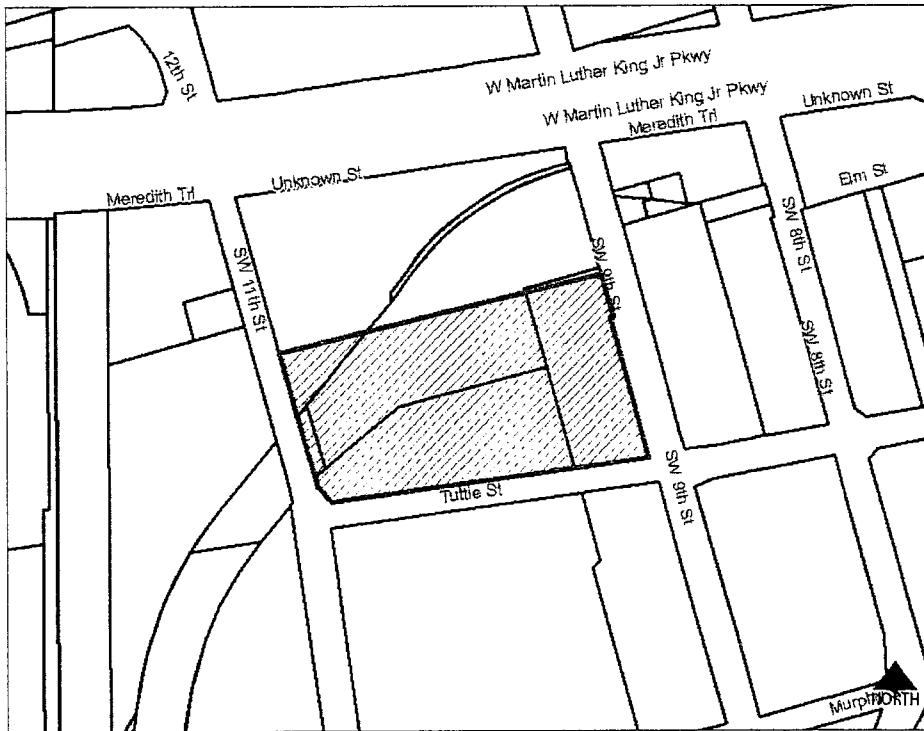 12th St
W Martin Luther King Jr Pkwy
W Martin Luther King Jr Pkwy
Meredith Trl
Unknown St
Unknown St
Meredith Trl
Elm St
SW 11th St
SW 9th St
SW 8th St
SW 8th St
Tuttle St
SW 9th St
NORTH